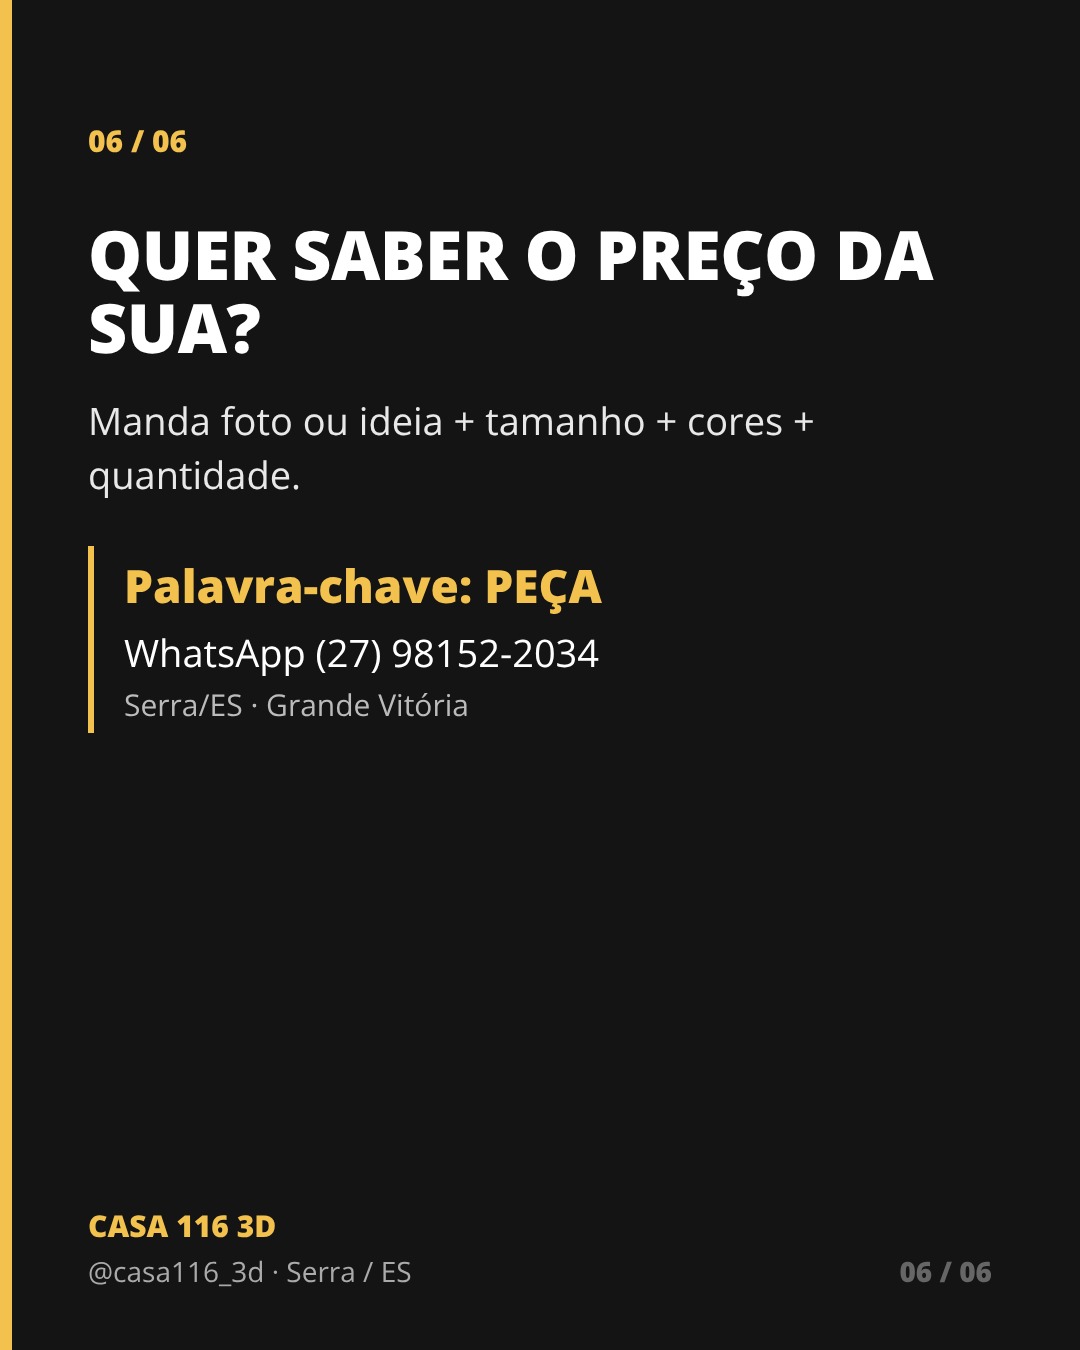 06 / 06
QUER SABER O PREÇO DA
SUA?
Manda foto ou ideia + tamanho + cores +
quantidade.
Palavra-chave: PEÇA
WhatsApp (27) 98152-2034
Serra/ES · Grande Vitória
CASA 116 3D
@casa116_3d · Serra / ES
06 / 06